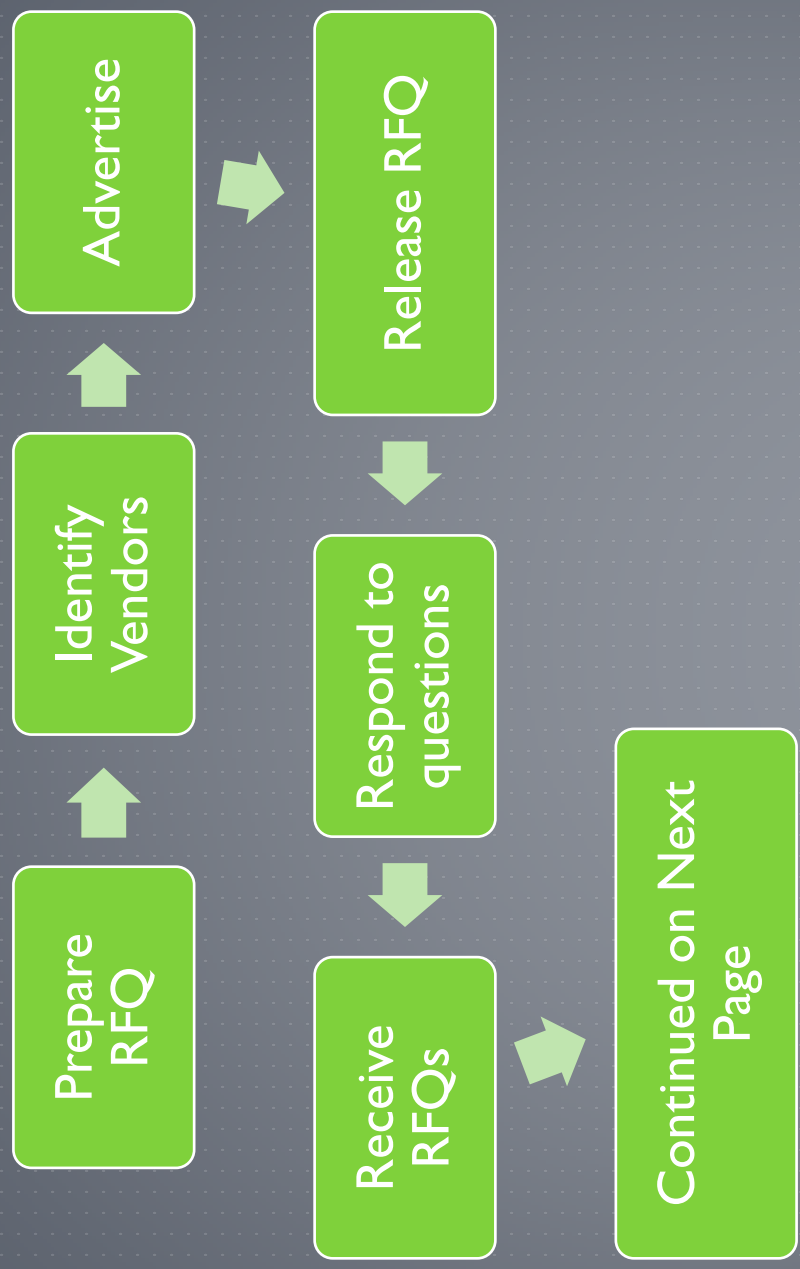 Prepare
RFQ
Identify
Vendors
Advertise
Release RFQ
Respond to
questions
Receive
RFQs
Continued on Next
Page